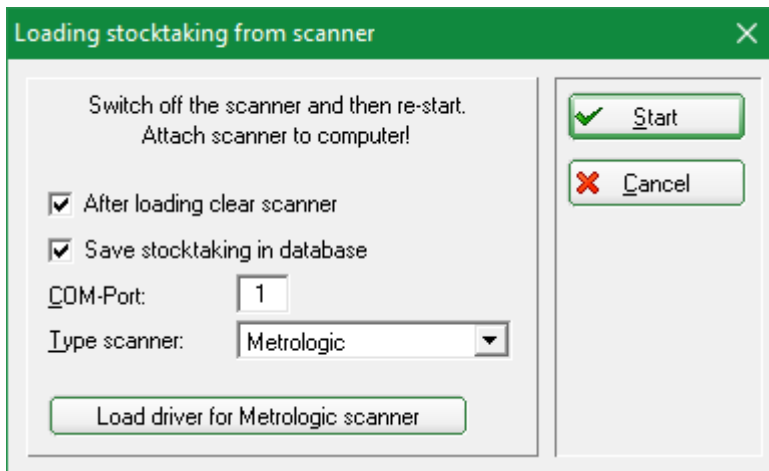 Loading stocktaking from scanner
Switch off the scanner and then re-start.
Attach scanner to computer!
After loading clear scanner
Save stocktaking in database
COM-Port: 1
Type scanner: Metrologic
Load driver for Metrologic scanner
Start
Cancel